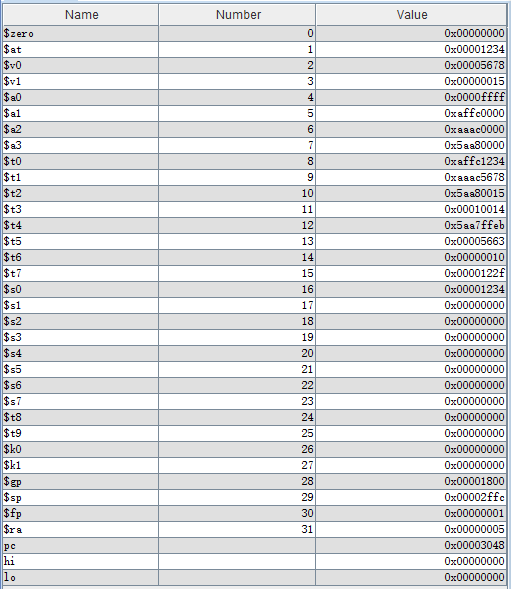 Name Number Value
$zero 0 0x00000000
$at 1 0x00001234
$v0 2 0x00005678
$v1 3 0x00000015
$a0 4 0x0000ffff
$a1 5 0xaffc0000
$a2 6 0xaaac0000
$a3 7 0x5aa80000
$t0 8 0xaffc1234
$t1 9 0xaaac5678
$t2 10 0x5aa80015
$t3 11 0x00010014
$t4 12 0x5aa7ffeb
$t5 13 0x00005663
$t6 14 0x00000010
$t7 15 0x0000122f
$s0 16 0x00001234
$s1 17 0x00000000
$s2 18 0x00000000
$s3 19 0x00000000
$s4 20 0x00000000
$s5 21 0x00000000
$s6 22 0x00000000
$s7 23 0x00000000
$t8 24 0x00000000
$t9 25 0x00000000
$k0 26 0x00000000
$k1 27 0x00000000
$gp 28 0x00001800
$sp 29 0x00002ffc
$fp 30 0x00000001
$ra 31 0x00000005
pc 0x00003048
hi 0x00000000
lo 0x00000000